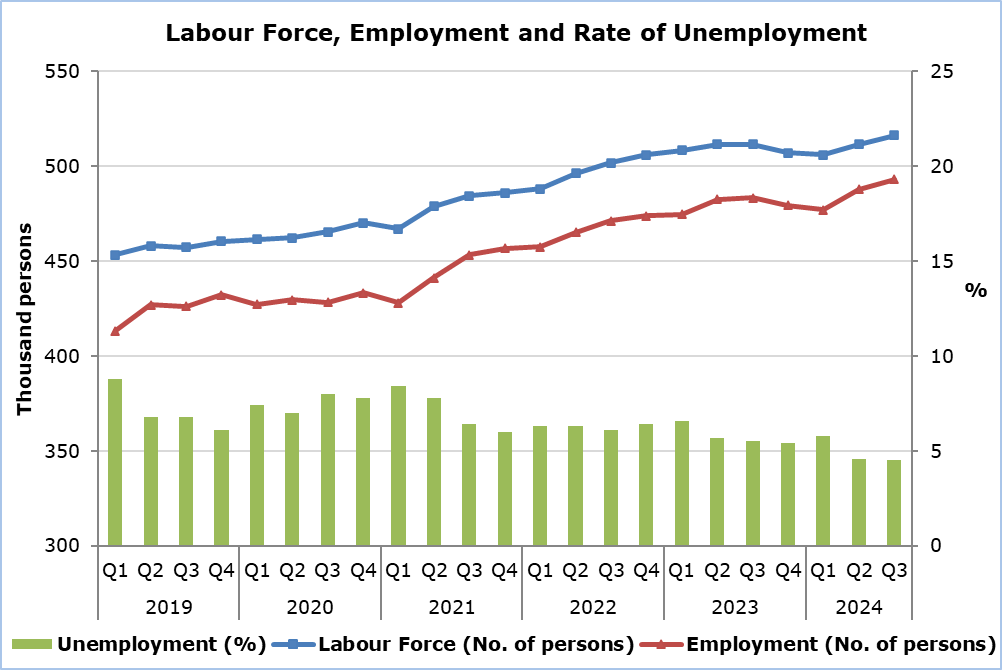 Labour Force, Employment and Rate of Unemployment
550 25
500 20
450 15
400 10
350 5
300 0
Thousand persons
%
Q1 Q2 Q3 Q4 Q1 Q2 Q3 Q4 Q1 Q2 Q3 Q4 Q1 Q2 Q3 Q4 Q1 Q2 Q3 Q4 Q1 Q2 Q3
2019 2020 2021 2022 2023 2024
Unemployment (%) Labour Force (No. of persons) Employment (No. of persons)